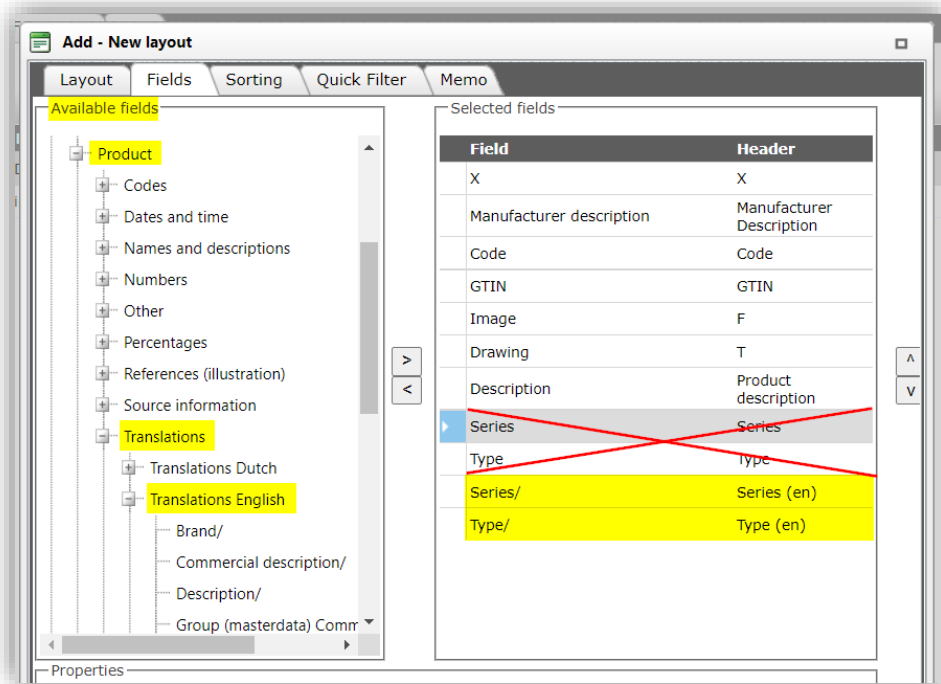 Add - New layout
Layout Fields Sorting Quick Filter Memo
Available fields
Product
Codes
Dates and time
Names and descriptions
Numbers
Other
Percentages
References (illustration)
Source information
Translations
Translations Dutch
Translations English
Brand/
Commercial description/
Description/
Group (masterdata) Comm
>
<
Selected fields
Field Header
X X
Manufacturer description Manufacturer
Description
Code Code
GTIN GTIN
Image F
Drawing T
Description Product
description
Series Series
Type Type
Series/ Series (en)
Type/ Type (en)
ʌ
v
Properties